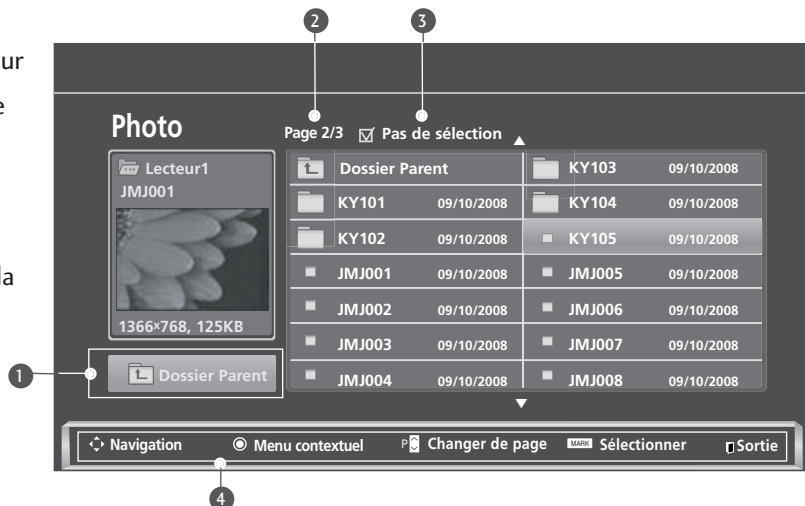 2 3
ur
e
la
Photo
Page 2/3 Pas de sélection
Lecteur1
JMJ001
1366x768, 125KB
Dossier Parent
1
Dossier Parent
KY101 09/10/2008
KY102 09/10/2008
JMJ001 09/10/2008
JMJ002 09/10/2008
JMJ003 09/10/2008
JMJ004 09/10/2008
KY103 09/10/2008
KY104 09/10/2008
KY105 09/10/2008
JMJ005 09/10/2008
JMJ006 09/10/2008
JMJ007 09/10/2008
JMJ008 09/10/2008
Navigation Menu contextuel P Changer de page MARK Sélectionner Sortie
4